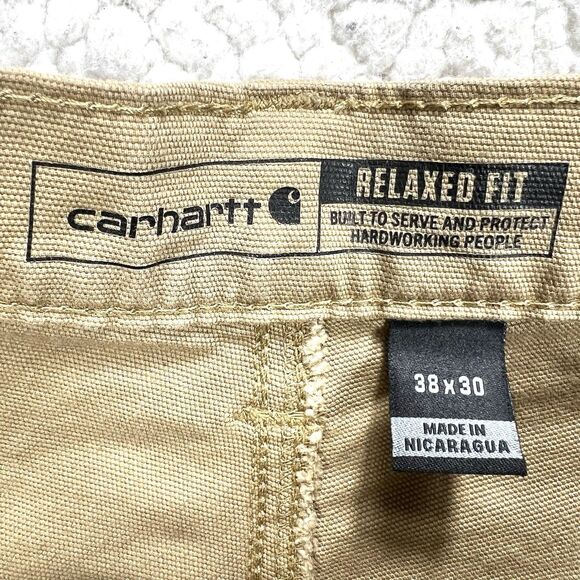 carhartt
RELAXED FIT
BUILT TO SERVE AND PROTECT
HARDWORKING PEOPLE
38 x 30
MADE IN
NICARAGUA